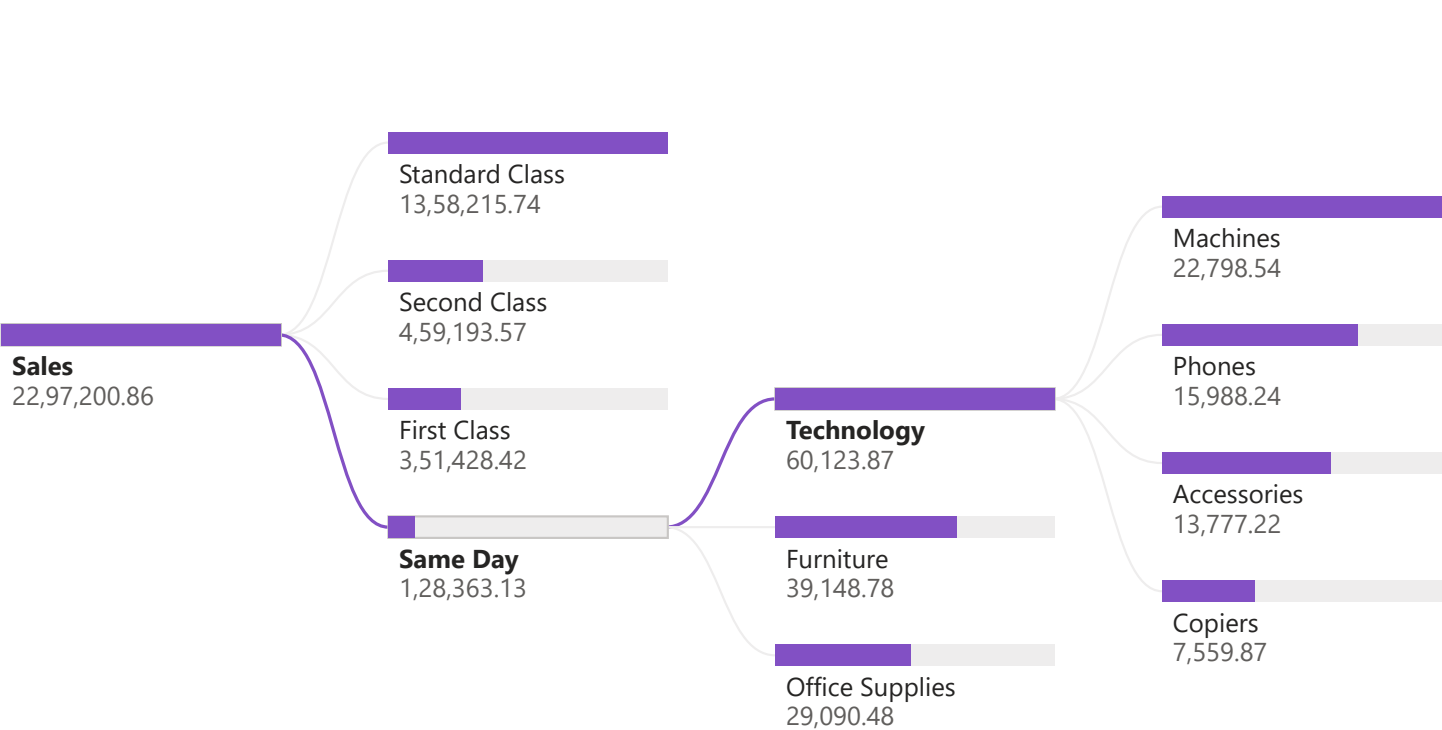 Sales
22,97,200.86
Standard Class
13,58,215.74
Second Class
4,59,193.57
First Class
3,51,428.42
Same Day
1,28,363.13
Technology
60,123.87
Furniture
39,148.78
Office Supplies
29,090.48
Machines
22,798.54
Phones
15,988.24
Accessories
13,777.22
Copiers
7,559.87